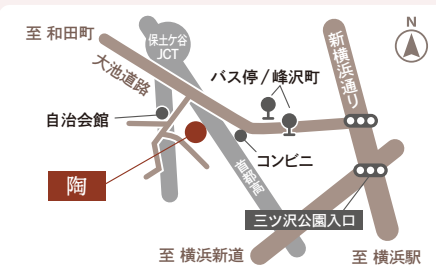 至 和田町
保土ケ谷
JCT
N
新横浜通り
大池道路
バス停/峰沢町
自治会館
コンビニ
首都高
陶
三ツ沢公園入口
至 横浜新道
至 横浜駅